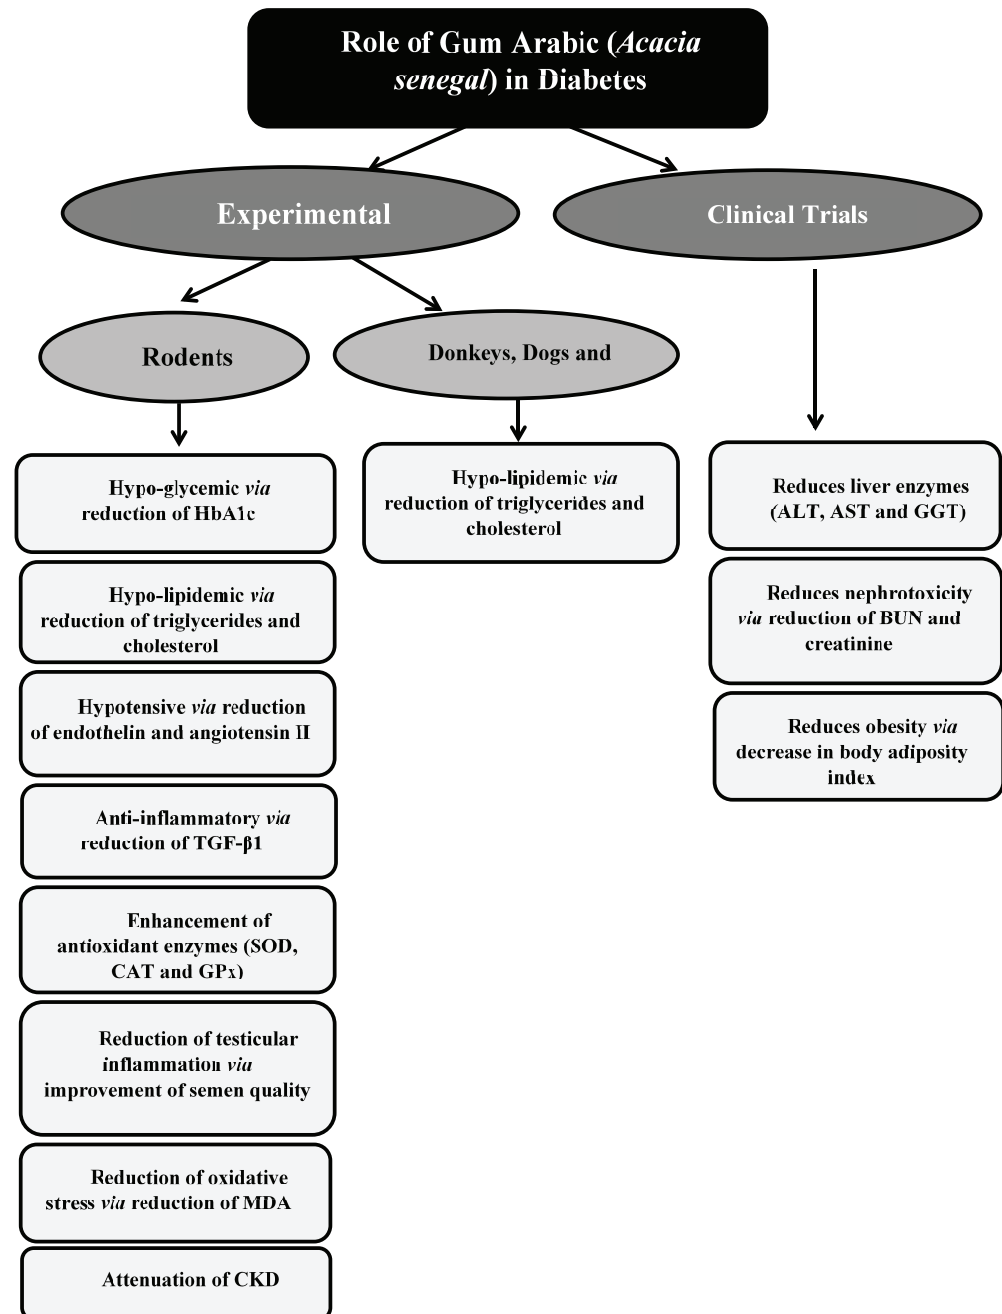 Role of Gum Arabic (Acacia
senegal) in Diabetes
Experimental
Clinical Trials
Rodents
Donkeys, Dogs and
Hypo-glycemic via
reduction of HbA1c
Hypo-lipidemic via
reduction of triglycerides and
cholesterol
Hypotensive via reduction
of endothelin and angiotensin II
Anti-inflammatory via
reduction of TGF-β1
Enhancement of
antioxidant enzymes (SOD,
CAT and GPx)
Reduction of testicular
inflammation via
improvement of semen quality
Reduction of oxidative
stress via reduction of MDA
Attenuation of CKD
Hypo-lipidemic via
reduction of triglycerides and
cholesterol
Reduces liver enzymes
(ALT, AST and GGT)
Reduces nephrotoxicity
via reduction of BUN and
creatinine
Reduces obesity via
decrease in body adiposity
index